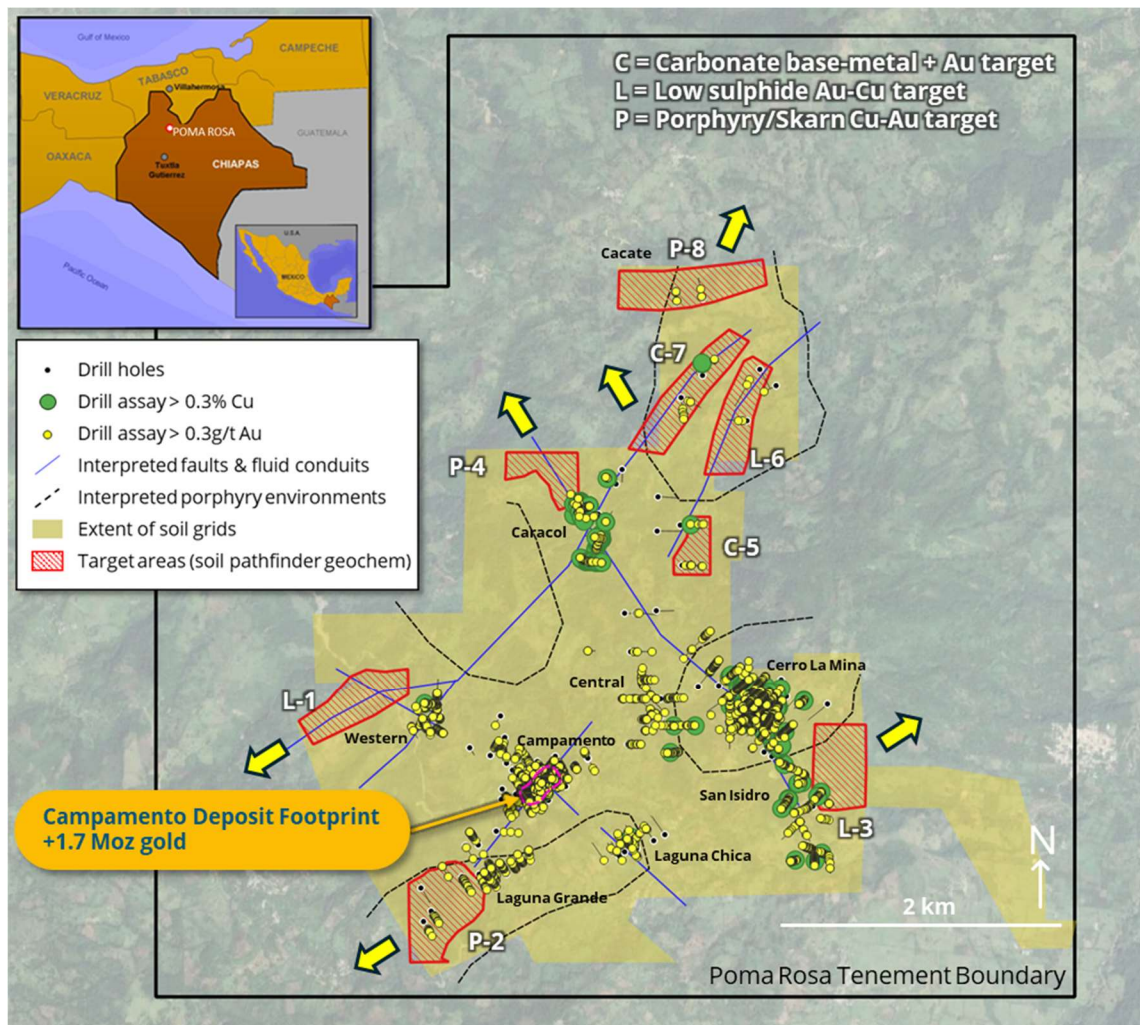 Gulf of Mexico
CAMPECHE
TABASCO
Villahermosa
VERACRUZ
POMA ROSA
GUATEMALA
OAXACA
Tuxtla
Gutierrez
CHIAPAS
Pacific Ocean
U.S.A.
MEXICO
C = Carbonate base-metal + Au target
L = Low sulphide Au-Cu target
P = Porphyry/Skarn Cu-Au target
Drill holes
Drill assay > 0.3% Cu
Drill assay > 0.3g/t Au
Interpreted faults & fluid conduits
Interpreted porphyry environments
Extent of soil grids
Target areas (soil pathfinder geochem)
Cacate
P-8
C-7
P-4
L-6
Caracol
C-5
Cerro La Mina
Central
L-1
Western
Campamento
San Isidro
Campamento Deposit Footprint
+1.7 Moz gold
L-3
Laguna Chica
Laguna Grande
P-2
N
2 km
Poma Rosa Tenement Boundary